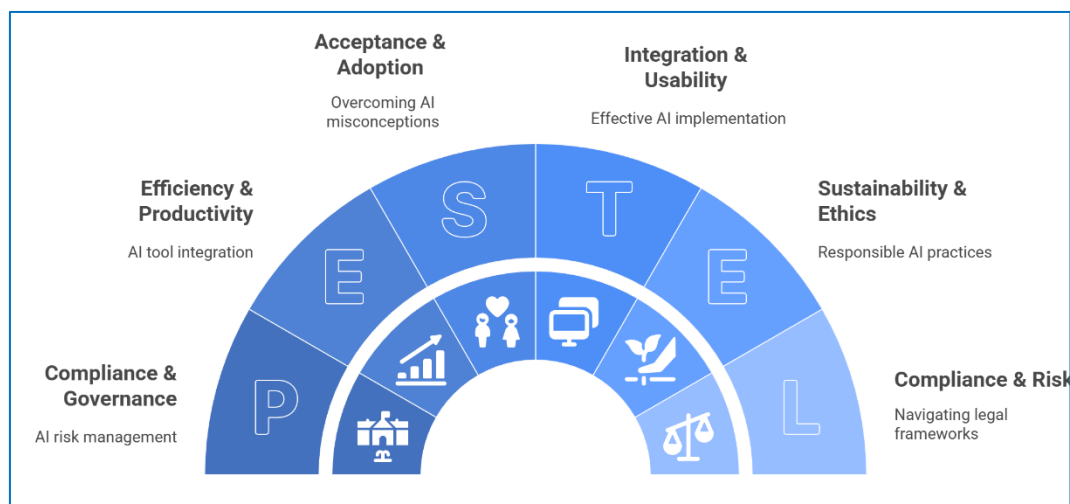 Acceptance &
Adoption
Overcoming AI
misconceptions
Integration &
Usability
Effective AI implementation
Efficiency &
Productivity
AI tool integration
Sustainability &
Ethics
Responsible AI practices
Compliance &
Governance
AI risk management
Compliance & Risk
Navigating legal
frameworks
P
E
S
T
E
L